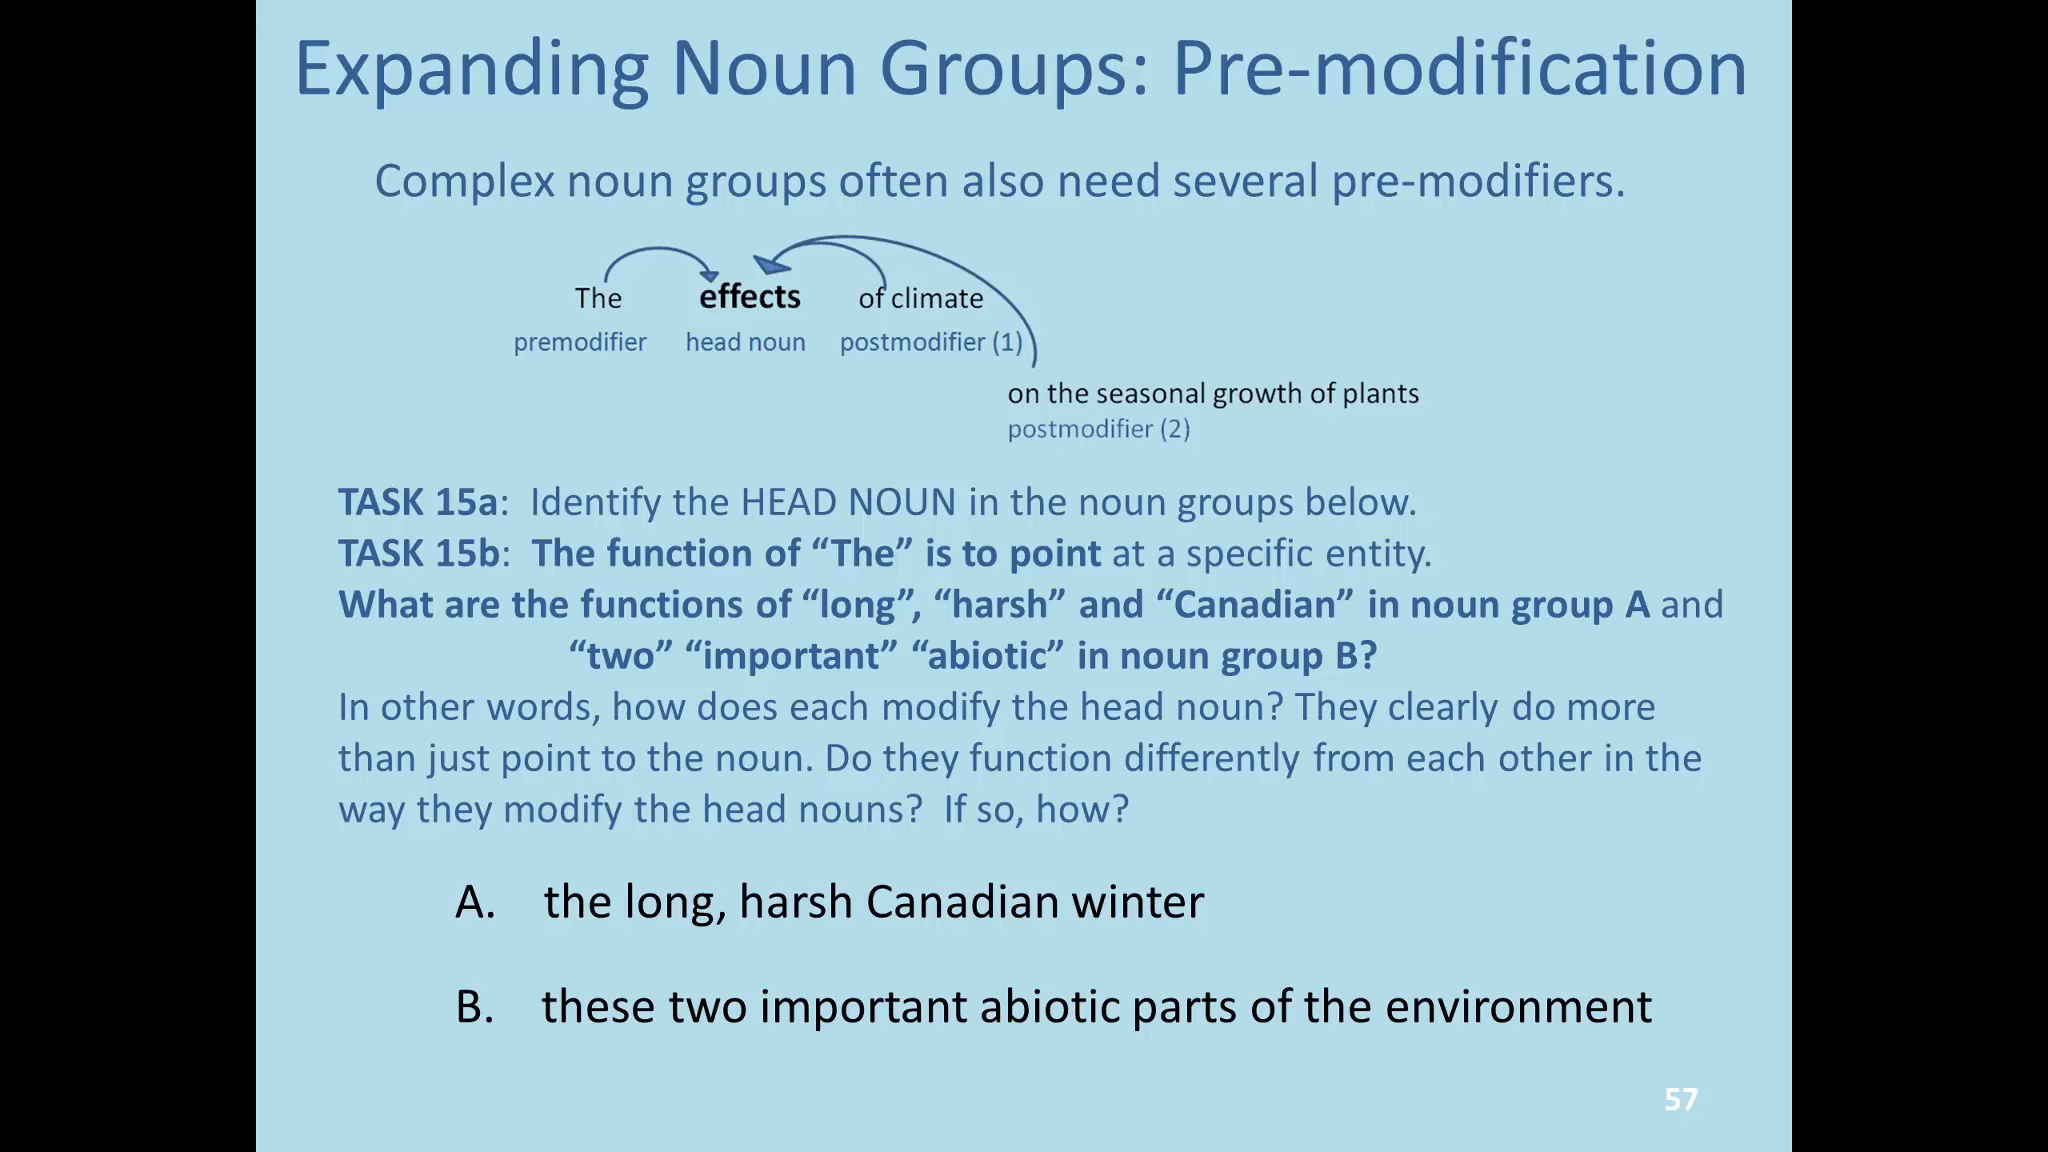 Expanding Noun Groups: Pre-modification
Complex noun groups often also need several pre-modifiers.
The effects of climate
premodifier head noun postmodifier (1)
on the seasonal growth of plants
postmodifier (2)
TASK 15a: Identify the HEAD NOUN in the noun groups below.
TASK 15b: The function of “The” is to point at a specific entity.
What are the functions of “long”, “harsh” and “Canadian” in noun group A and
“two” “important” “abiotic” in noun group B?
In other words, how does each modify the head noun? They clearly do more
than just point to the noun. Do they function differently from each other in the
way they modify the head nouns? If so, how?
A. the long, harsh Canadian winter
B. these two important abiotic parts of the environment
57